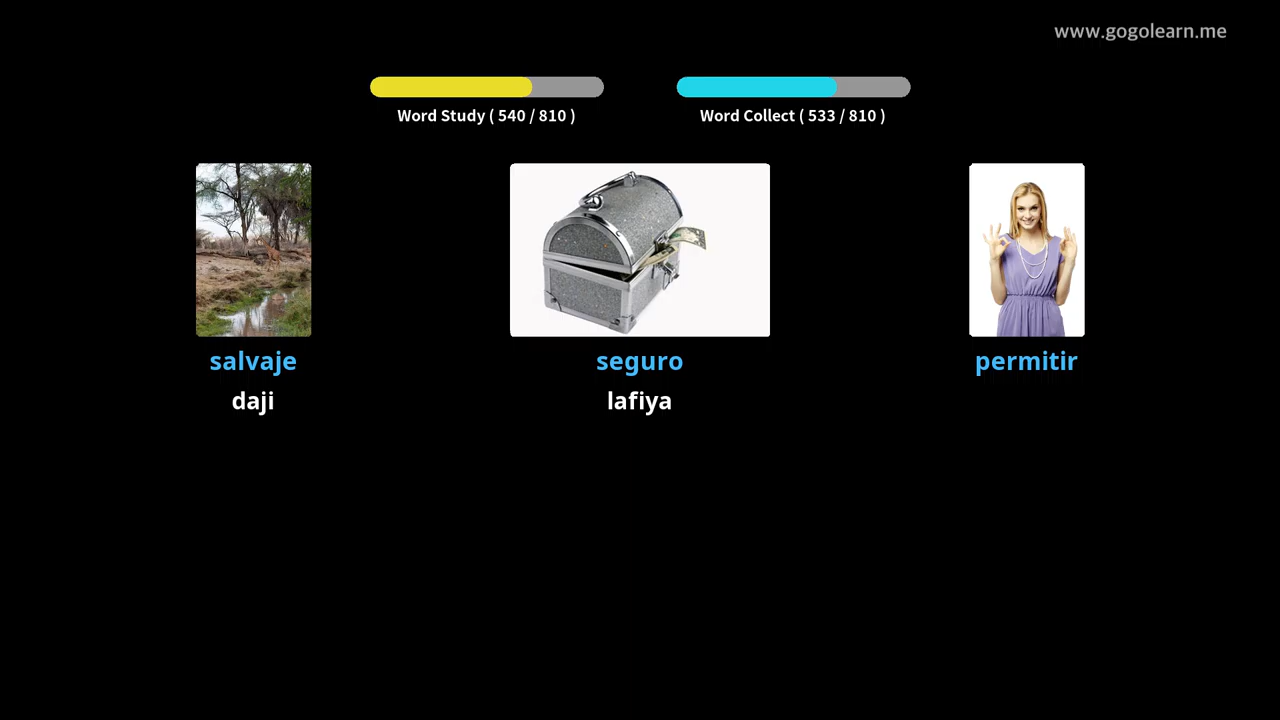 www.gogolearn.me
Word Study ( 540 / 810 )
Word Collect ( 533 / 810 )
salvaje
daji
seguro
lafiya
permitir